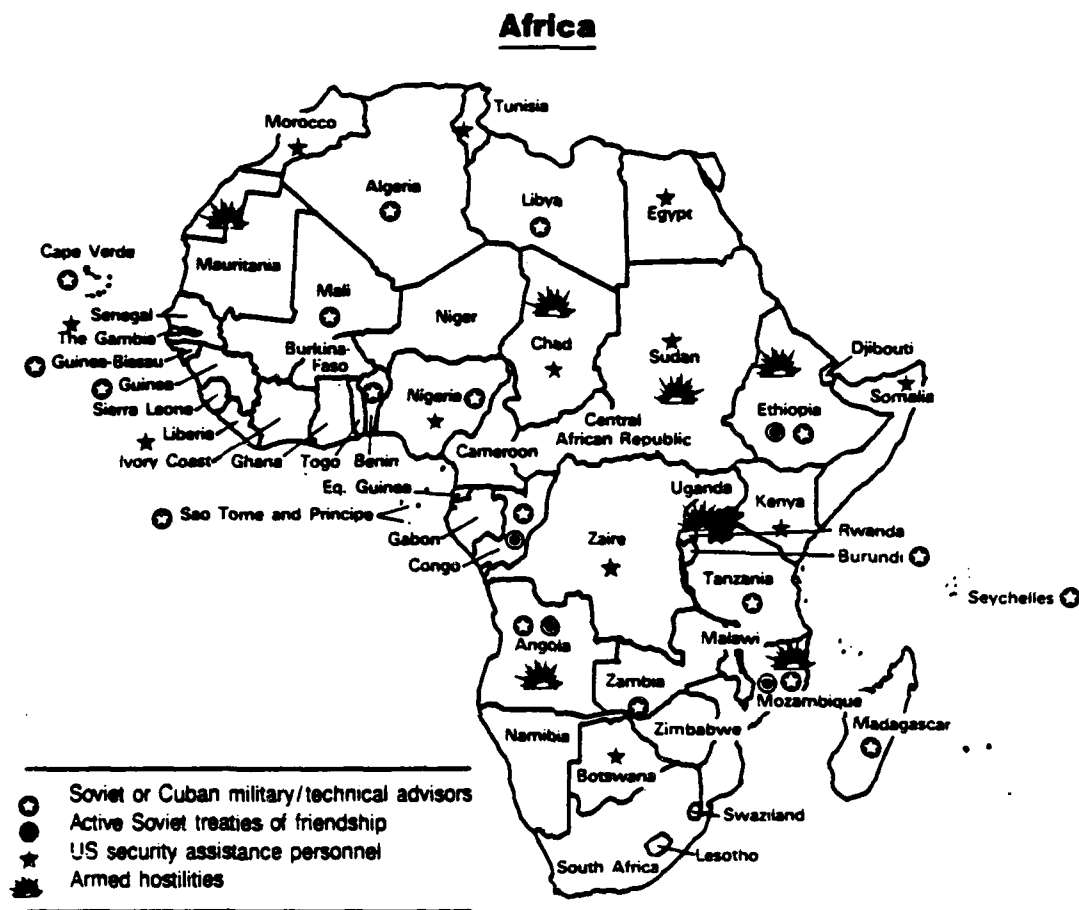 Africa
Tunisia
Morocco
Algeria
Libya
Egypt
Cape Verde
Mauritania
Mali
Niger
Senegal
The Gambia
Chad
Sudan
Djibouti
Burkina-
Faso
Guinea-Bissau
Guinea
Nigeria
Somalia
Sierra Leone
Ethiopia
Liberia
Central
African Republic
Ivory Coast
Ghana
Togo
Benin
Cameroon
Eq. Guinea
Uganda
Kenya
Sao Tome and Principe
Rwanda
Gabon
Zaire
Burundi
Congo
Tanzania
Seychelles
Angola
Malawi
Zambia
Mozambique
Namibia
Zimbabwe
Madagascar
Botswana
Swaziland
Lesotho
South Africa
Soviet or Cuban military/technical advisors
Active Soviet treaties of friendship
US security assistance personnel
Armed hostilities